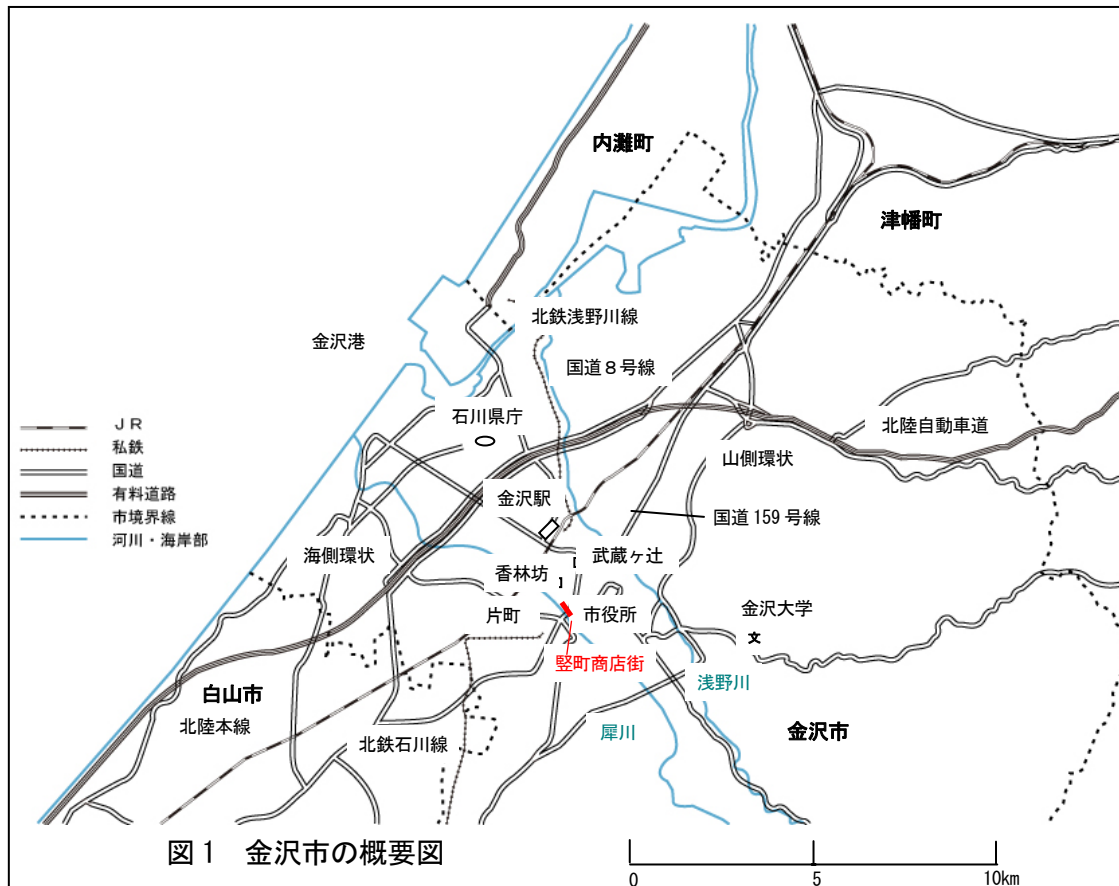 内灘町
津幡町
北鉄浅野川線
金沢港
国道８号線
石川県庁
北陸自動車道
ＪＲ
私鉄
国道
有料道路
市境界線
河川・海岸部
山側環状
金沢駅
国道159号線
海側環状
武蔵ヶ辻
香林坊
片町
市役所
金沢大学
文
竪町商店街
浅野川
白山市
北陸本線
犀川
金沢市
北鉄石川線
図１　金沢市の概要図
0 5 10km